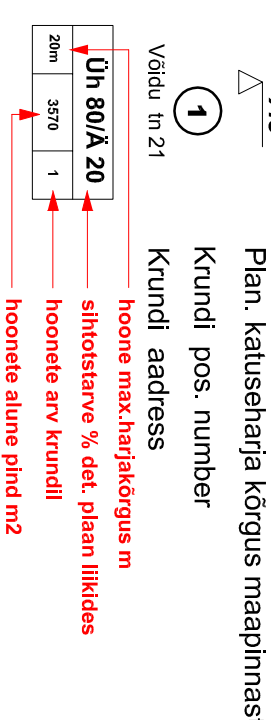 Plan. katuseharja kõrgus maapinnast
1 Krundi pos. number
Võidu tn 21 Krundi aadress
Üh 80/Ä 20
20m 3570 1
hoone max.harjakõrgus m
sihtotstarve % det. plaan liikides
hoonete arv krundil
hoonete alune pind m2